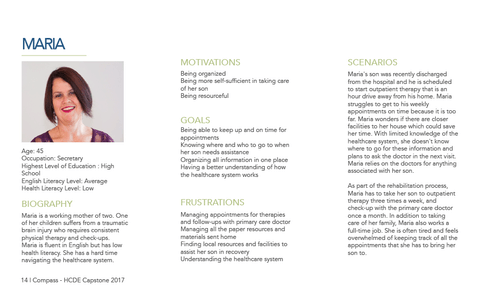 MARIA
Age: 45
Occupation: Secretary
Highest Level of Education : High
School
English Literacy Level: Average
Health Literacy Level: Low
BIOGRAPHY
Maria is a working mother of two. One
of her children suffers from a traumatic
brain injury who requires consistent
physical therapy and check-ups.
Maria is fluent in English but has low
health literacy. She has a hard time
navigating the healthcare system.
14 | Compass - HCDE Capstone 2017
MOTIVATIONS
Being organized
Being more self-sufficient in taking care
of her son
Being resourceful
GOALS
Being able to keep up and on time for
appointments
Knowing where and who to go to when
her son needs assistance
Organizing all information in one place
Having a better understanding of how
the healthcare system works
FRUSTRATIONS
Managing appointments for therapies
and follow-ups with primary care doctor
Managing all the paper resources and
materials sent home
Finding local resources and facilities to
assist her son in recovery
Understanding the healthcare system
SCENARIOS
Maria's son was recently discharged
from the hospital and he is scheduled
to start outpatient therapy that is an
hour drive away from his home. Maria
struggles to get to his weekly
appointments on time because it is too
far. Maria wonders if there are closer
facilities to her house which could save
her time. With limited knowledge of the
healthcare system, she doesn't know
where to go for these information and
plans to ask the doctor in the next visit.
Maria relies on the doctors for anything
associated with her son.
As part of the rehabilitation process,
Maria has to take her son to outpatient
therapy three times a week, and
check-up with the primary care doctor
once a month. In addition to taking
care of her family, Maria also works a
full-time job. She is often tired and feels
overwhelmed of keeping track of all the
appointments that she has to bring her
son to.